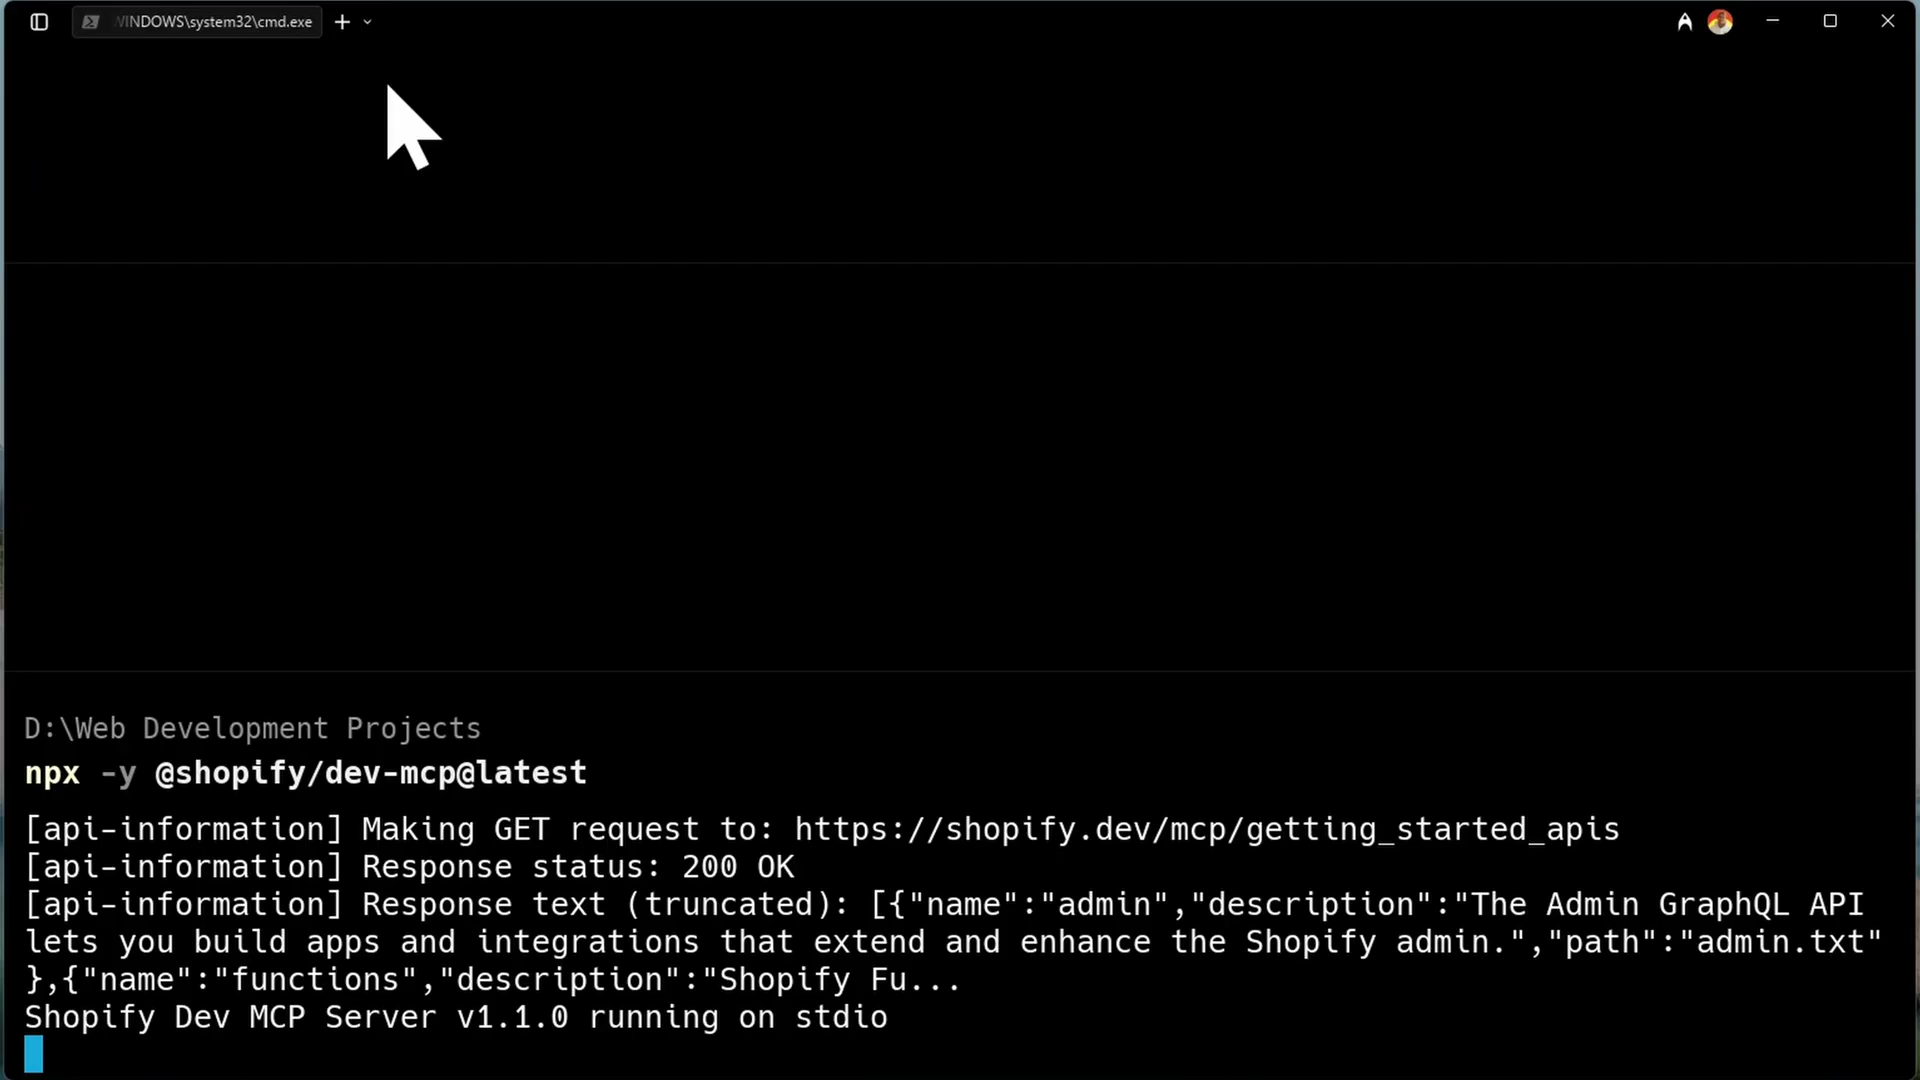 WINDOWS\system32\cmd.exe
D:\Web Development Projects
npx -y @shopify/dev-mcp@latest
[api-information] Making GET request to: https://shopify.dev/mcp/getting_started_apis
[api-information] Response status: 200 OK
[api-information] Response text (truncated): [{"name":"admin","description":"The Admin GraphQL API
lets you build apps and integrations that extend and enhance the Shopify admin.","path":"admin.txt"
},{"name":"functions","description":"Shopify Fu...
Shopify Dev MCP Server v1.1.0 running on stdio